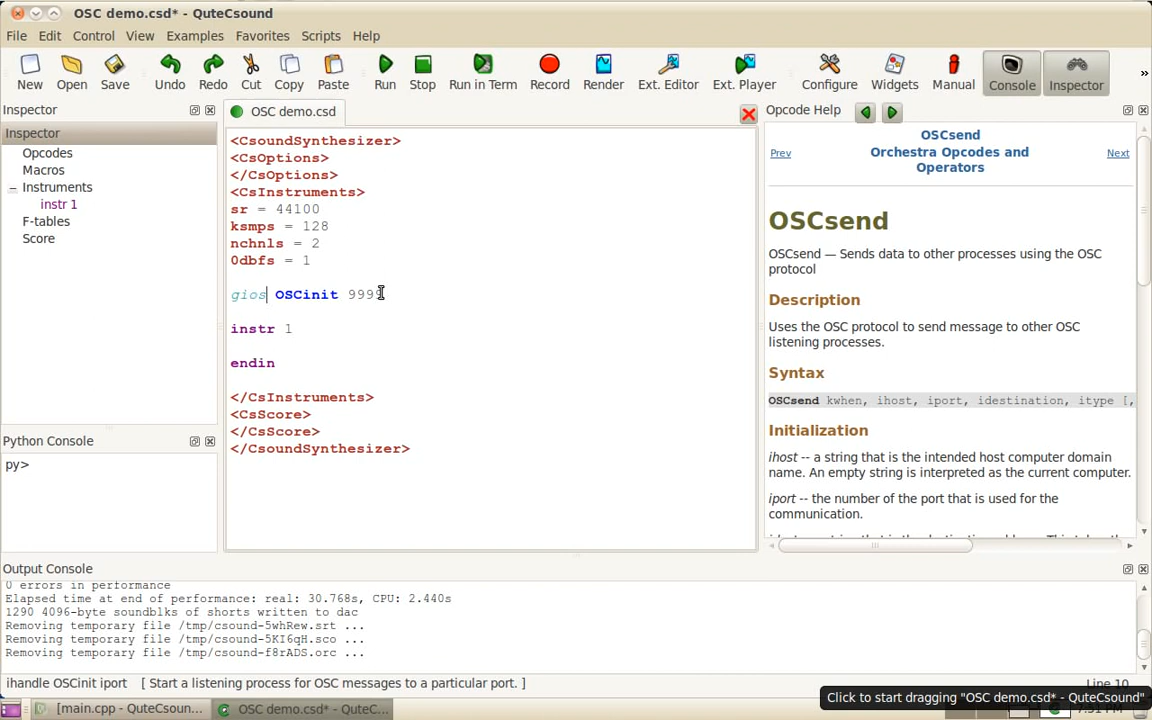 OSC demo.csd* - QuteCsound
File Edit Control View Examples Favorites Scripts Help
New Open Save Undo Redo Cut Copy Paste Run Stop Run in Term Record Render Ext. Editor Ext. Player Configure Widgets Manual Console Inspector »
Inspector
Inspector
Opcodes
Macros
Instruments
instr 1
F-tables
Score
Python Console
py>
OSC demo.csd
<CsoundSynthesizer>
<CsOptions>
</CsOptions>
<CsInstruments>
sr = 44100
ksmps = 128
nchnls = 2
0dbfs = 1
gios OSCinit 9999
instr 1
endin
</CsInstruments>
<CsScore>
</CsScore>
</CsoundSynthesizer>
Opcode Help
OSCsend
Prev Orchestra Opcodes and Next
Operators
OSCsend
OSCsend — Sends data to other processes using the OSC
protocol
Description
Uses the OSC protocol to send message to other OSC
listening processes.
Syntax
OSCsend kwhen, ihost, iport, idestination, itype [,
Initialization
ihost -- a string that is the intended host computer domain
name. An empty string is interpreted as the current computer.
iport -- the number of the port that is used for the
communication.
Output Console
0 errors in performance
Elapsed time at end of performance: real: 30.768s, CPU: 2.440s
1290 4096-byte soundblks of shorts written to dac
Removing temporary file /tmp/csound-5whRew.srt ...
Removing temporary file /tmp/csound-5KI6qH.sco ...
Removing temporary file /tmp/csound-f8rADS.orc ...
ihandle OSCinit iport [ Start a listening process for OSC messages to a particular port. ]
Line 10
Click to start dragging "OSC demo.csd* - QuteCsound"
[main.cpp - QuteCsoun... OSC demo.csd* - QuteC...